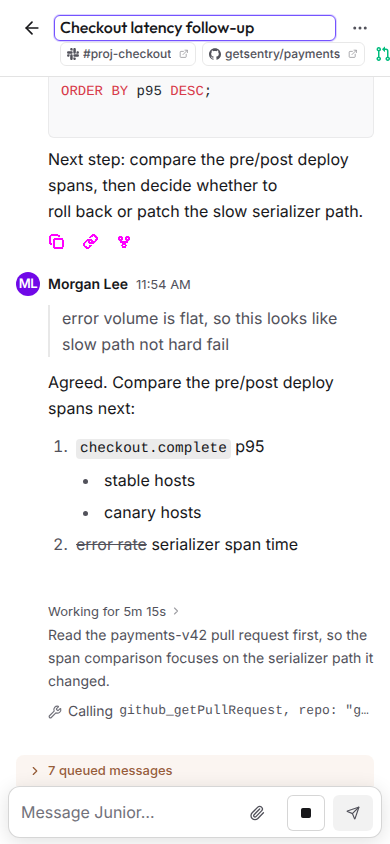 Checkout latency follow-up
#proj-checkout
getsentry/payments
ORDER BY p95 DESC;
Next step: compare the pre/post deploy
spans, then decide whether to
roll back or patch the slow serializer path.
ML Morgan Lee 11:54 AM
error volume is flat, so this looks like
slow path not hard fail
Agreed. Compare the pre/post deploy
spans next:
1. checkout.complete p95
• stable hosts
• canary hosts
2. error rate serializer span time
Working for 5m 15s
Read the payments-v42 pull request first, so the
span comparison focuses on the serializer path it
changed.
Calling github_getPullRequest, repo: "g…
7 queued messages
Message Junior...